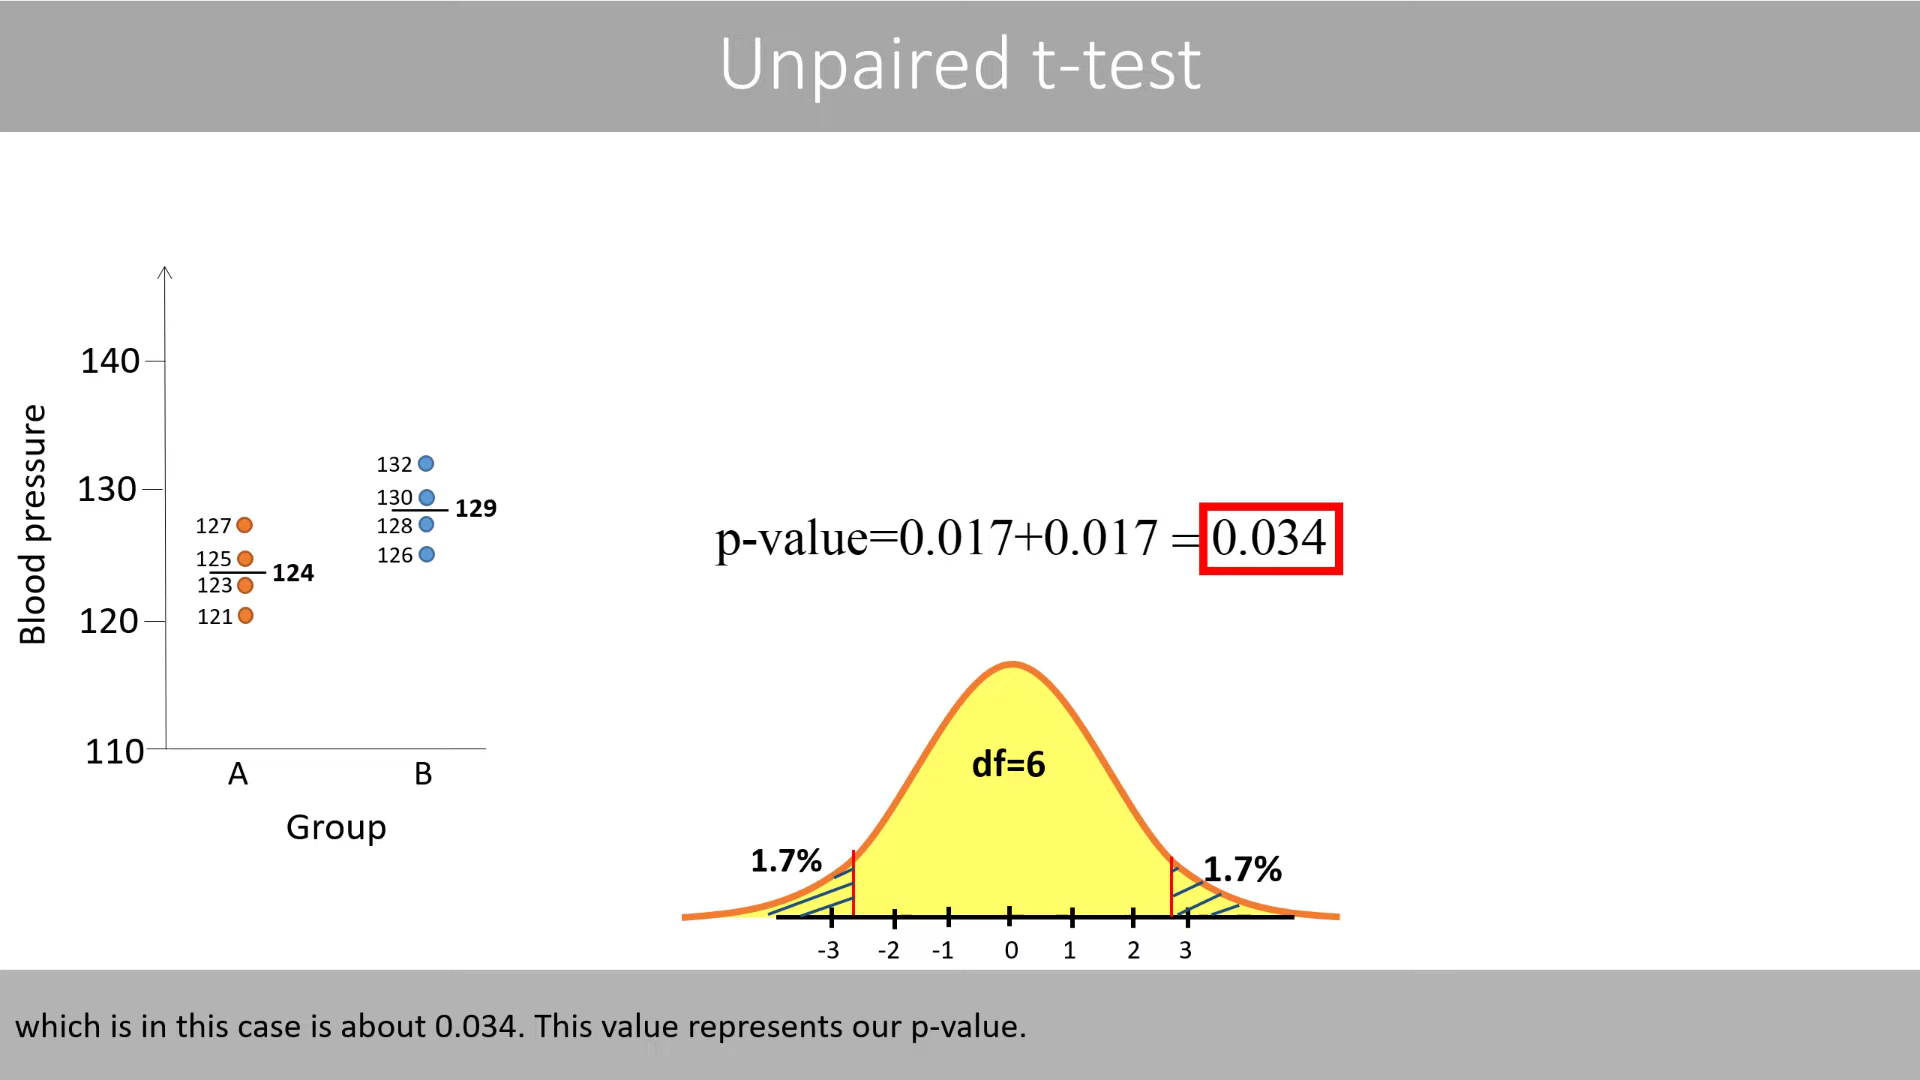 Unpaired t-test
140
130
120
110
Blood pressure
127
125
123
121
124
132
130
128
126
129
A B
Group
p-value=0.017+0.017 = 0.034
df=6
1.7% 1.7%
-3 -2 -1 0 1 2 3
which is in this case is about 0.034. This value represents our p-value.